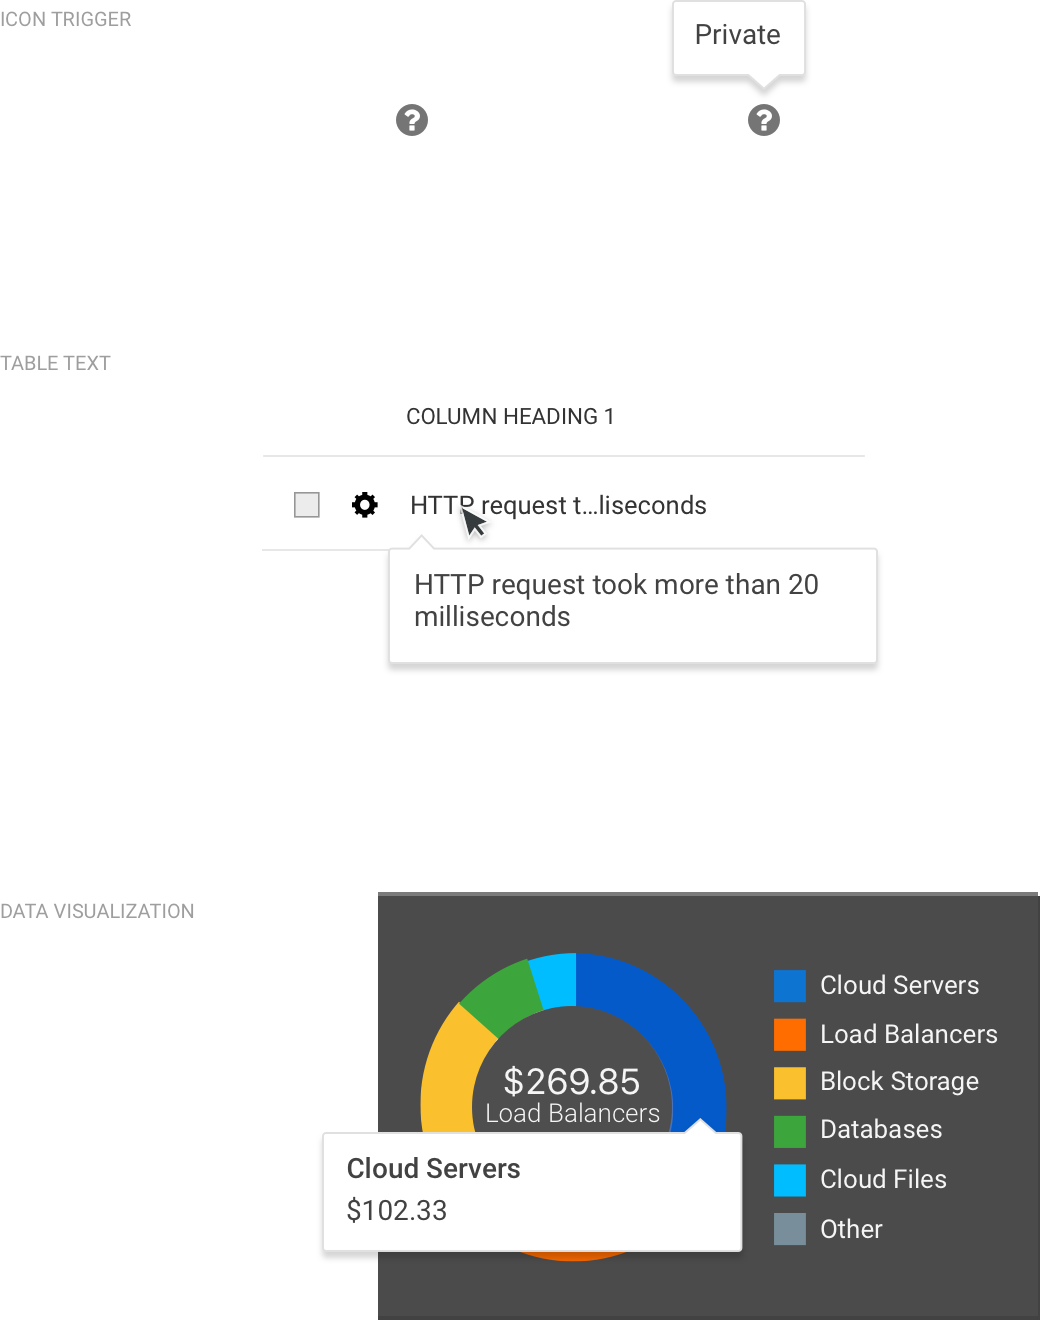 ICON TRIGGER
Private
?
?
TABLE TEXT
COLUMN HEADING 1
HTTP request t...liseconds
HTTP request took more than 20
milliseconds
DATA VISUALIZATION
$269.85
Load Balancers
Cloud Servers
$102.33
Cloud Servers
Load Balancers
Block Storage
Databases
Cloud Files
Other